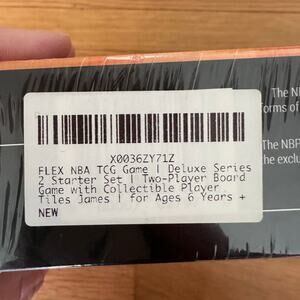 The NB
orms of
The NBP
the exclu
X0036ZY71Z
FLEX NBA TCG Game | Deluxe Series
2 Starter Set | Two-Player Board
Game with Collectible Player
Tiles James | for Ages 6 Years +
NEW